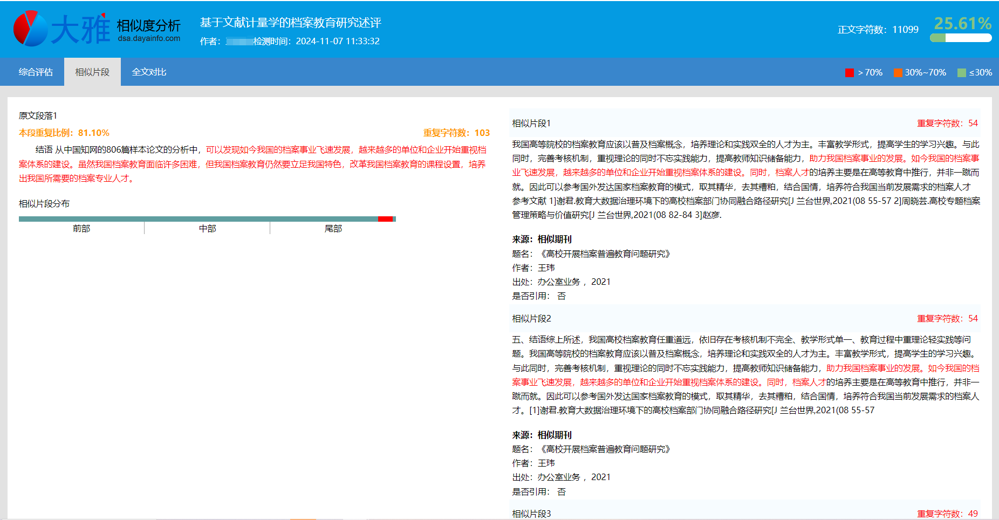 大雅 相似度分析
dsa.dayainfo.com
基于文献计量学的档案教育研究述评
作者： 检测时间：2024-11-07 11:33:32
正文字符数：11099
25.61%
综合评估 相似片段 全文对比
＞70% 30%~70% ≤30%
原文段落1
本段重复比例：81.10% 重复字符数：103
结语 从中国知网的806篇样本论文的分析中，可以发现如今我国的档案事业飞速发展，越来越多的单位和企业开始重视档
案体系的建设。虽然我国档案教育面临许多困难，但我国档案教育仍然要立足我国特色，改革我国档案教育的课程设置，培养
出我国所需要的档案专业人才。
相似片段分布
前部 中部 尾部
相似片段1 重复字符数：54
我国高等院校的档案教育应该以普及档案概念，培养理论和实践双全的人才为主。丰富教学形式，提高学生的学习兴趣。与此
同时，完善考核机制，重视理论的同时不忘实践能力，提高教师知识储备能力，助力我国档案事业的发展。如今我国的档案事
业飞速发展，越来越多的单位和企业开始重视档案体系的建设。同时，档案人才的培养主要是在高等教育中推行，并非一蹴而
就。因此可以参考国外发达国家档案教育的模式，取其精华，去其糟粕，结合国情，培养符合我国当前发展需求的档案人才
参考文献 1]谢君.教育大数据治理环境下的高校档案部门协同融合路径研究[J 兰台世界,2021(08 55-57 2]周晓芸.高校专题档案
管理策略与价值研究[J 兰台世界,2021(08 82-84 3]赵彦.
来源：相似期刊
题名：《高校开展档案普遍教育问题研究》
作者：王玮
出处：办公室业务 ，2021
是否引用： 否
相似片段2 重复字符数：54
五、结语综上所述，我国高校档案教育任重道远，依旧存在考核机制不完全、教学形式单一、教育过程中重理论轻实践等问
题。我国高等院校的档案教育应该以普及档案概念，培养理论和实践双全的人才为主。丰富教学形式，提高学生的学习兴趣。
与此同时，完善考核机制，重视理论的同时不忘实践能力，提高教师知识储备能力，助力我国档案事业的发展。如今我国的档
案事业飞速发展，越来越多的单位和企业开始重视档案体系的建设。同时，档案人才的培养主要是在高等教育中推行，并非一
蹴而就。因此可以参考国外发达国家档案教育的模式，取其精华，去其糟粕，结合国情，培养符合我国当前发展需求的档案人
才。[1]谢君.教育大数据治理环境下的高校档案部门协同融合路径研究[J 兰台世界,2021(08 55-57
来源：相似期刊
题名：《高校开展档案普遍教育问题研究》
作者：王玮
出处：办公室业务 ，2021
是否引用： 否
相似片段3 重复字符数：49